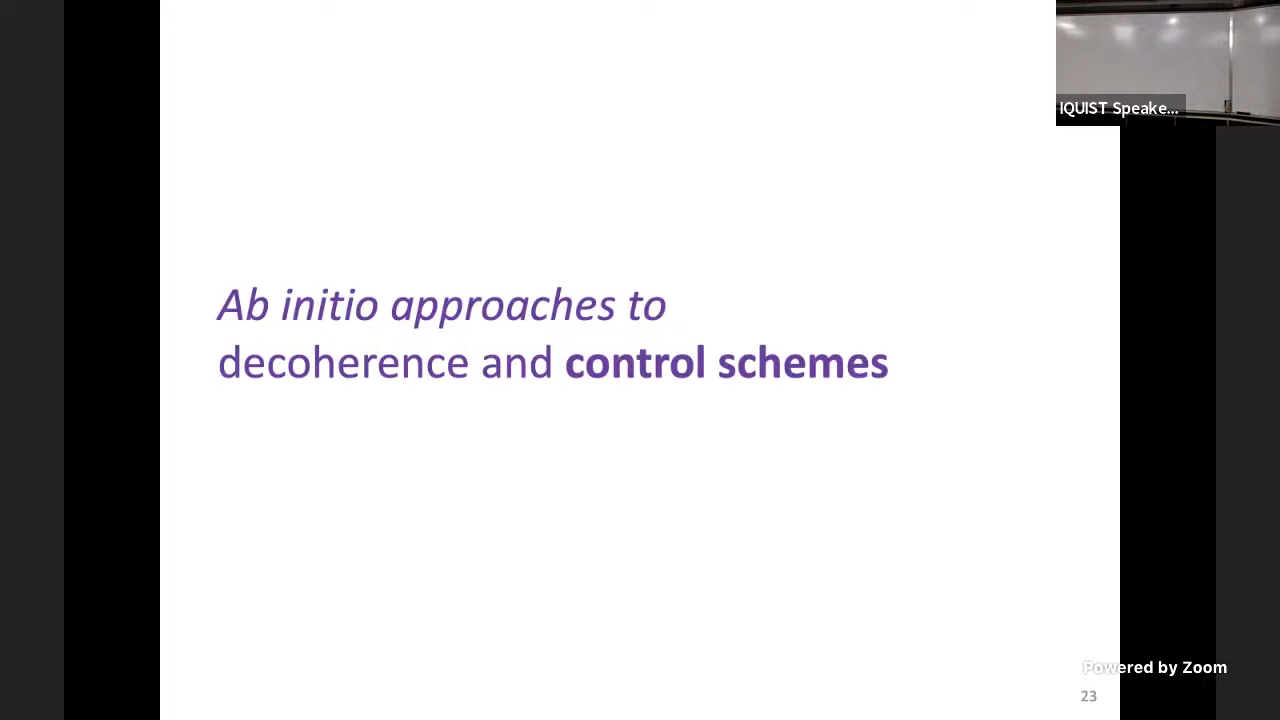 IQUIST Speake...
Ab initio approaches to
decoherence and control schemes
Powered by Zoom
23